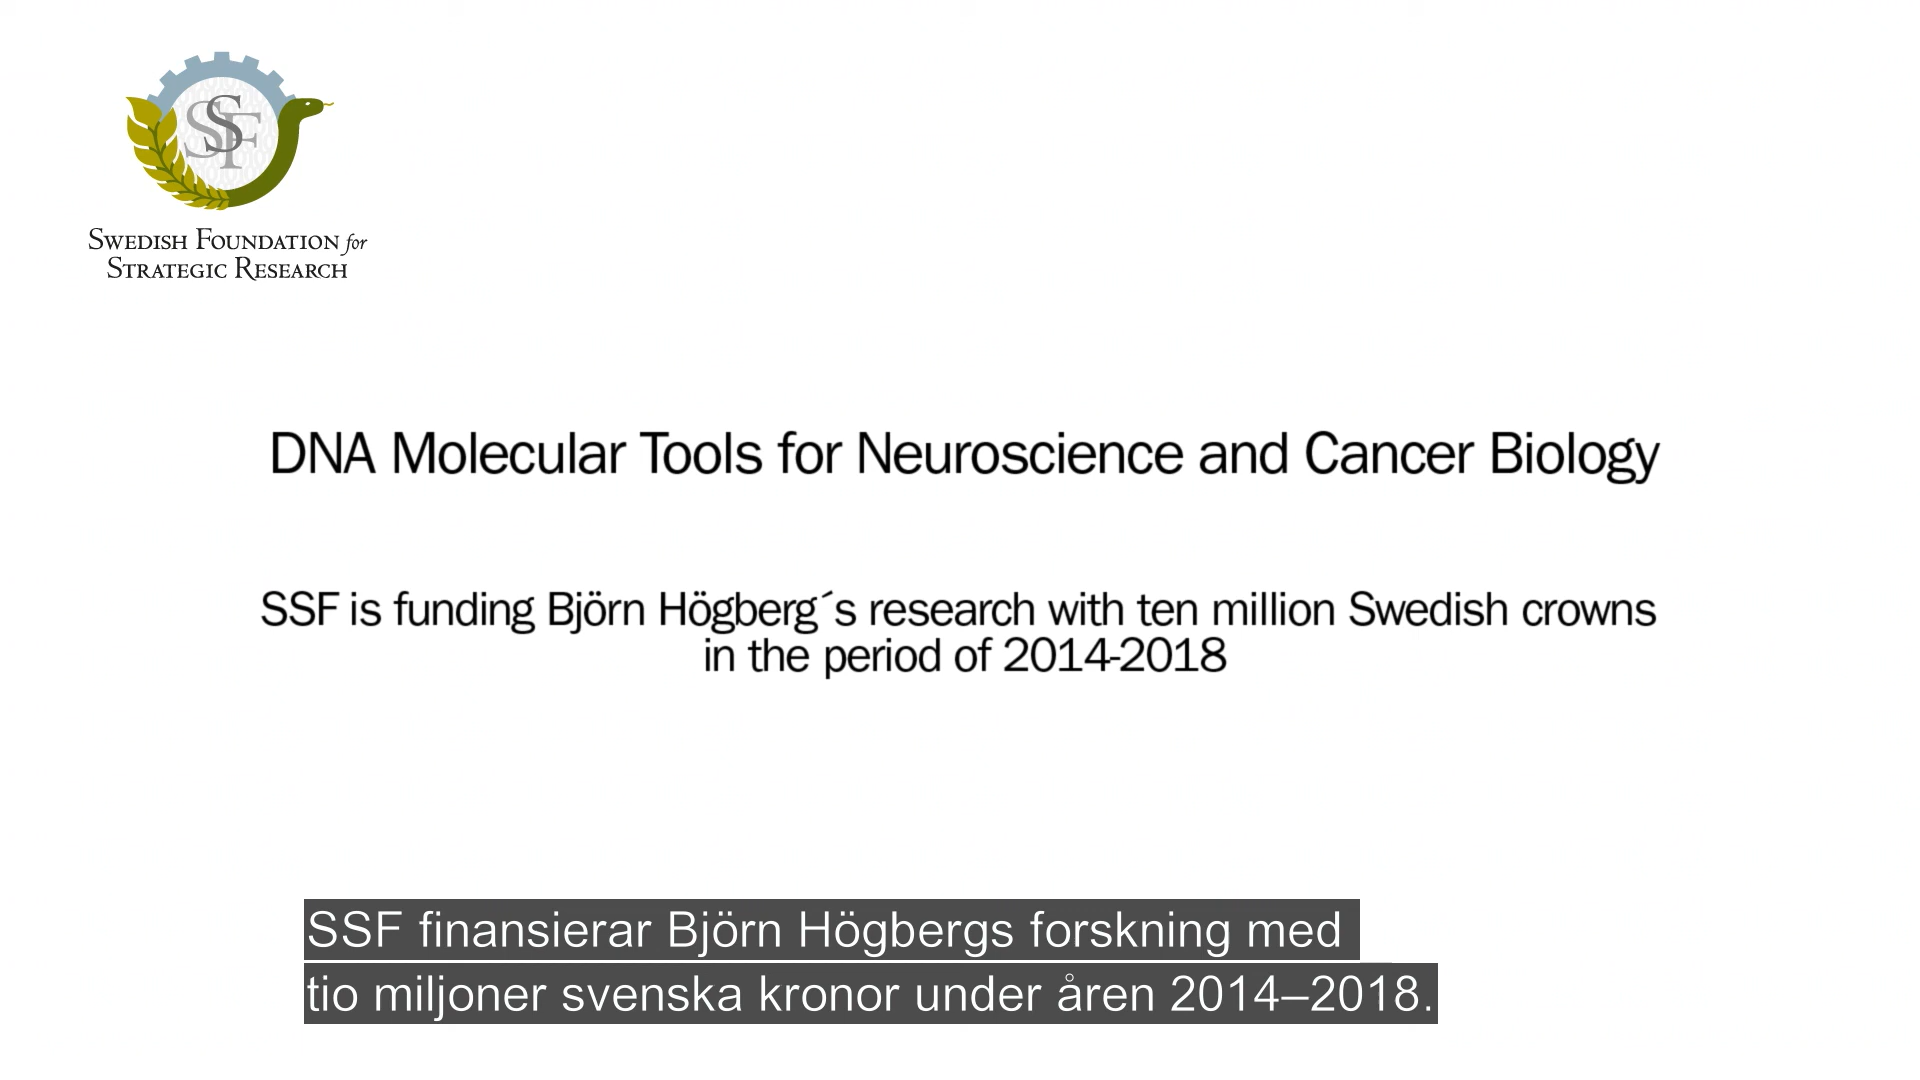 SSF
Swedish Foundation for
Strategic Research
DNA Molecular Tools for Neuroscience and Cancer Biology
SSF is funding Björn Högberg´s research with ten million Swedish crowns
in the period of 2014-2018
SSF finansierar Björn Högbergs forskning med
tio miljoner svenska kronor under åren 2014–2018.